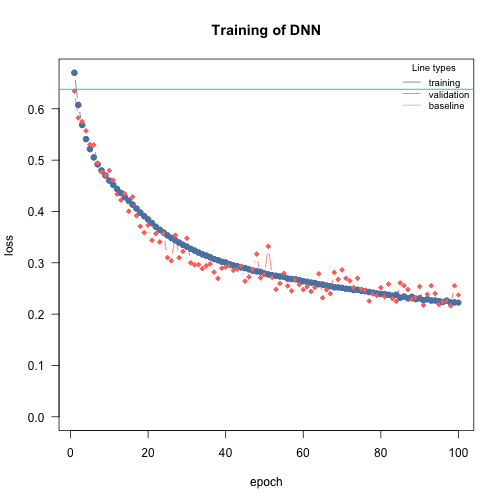 Training of DNN
Line types
training
validation
baseline
0.6
0.5
0.4
0.3
0.2
0.1
0.0
loss
0 20 40 60 80 100
epoch